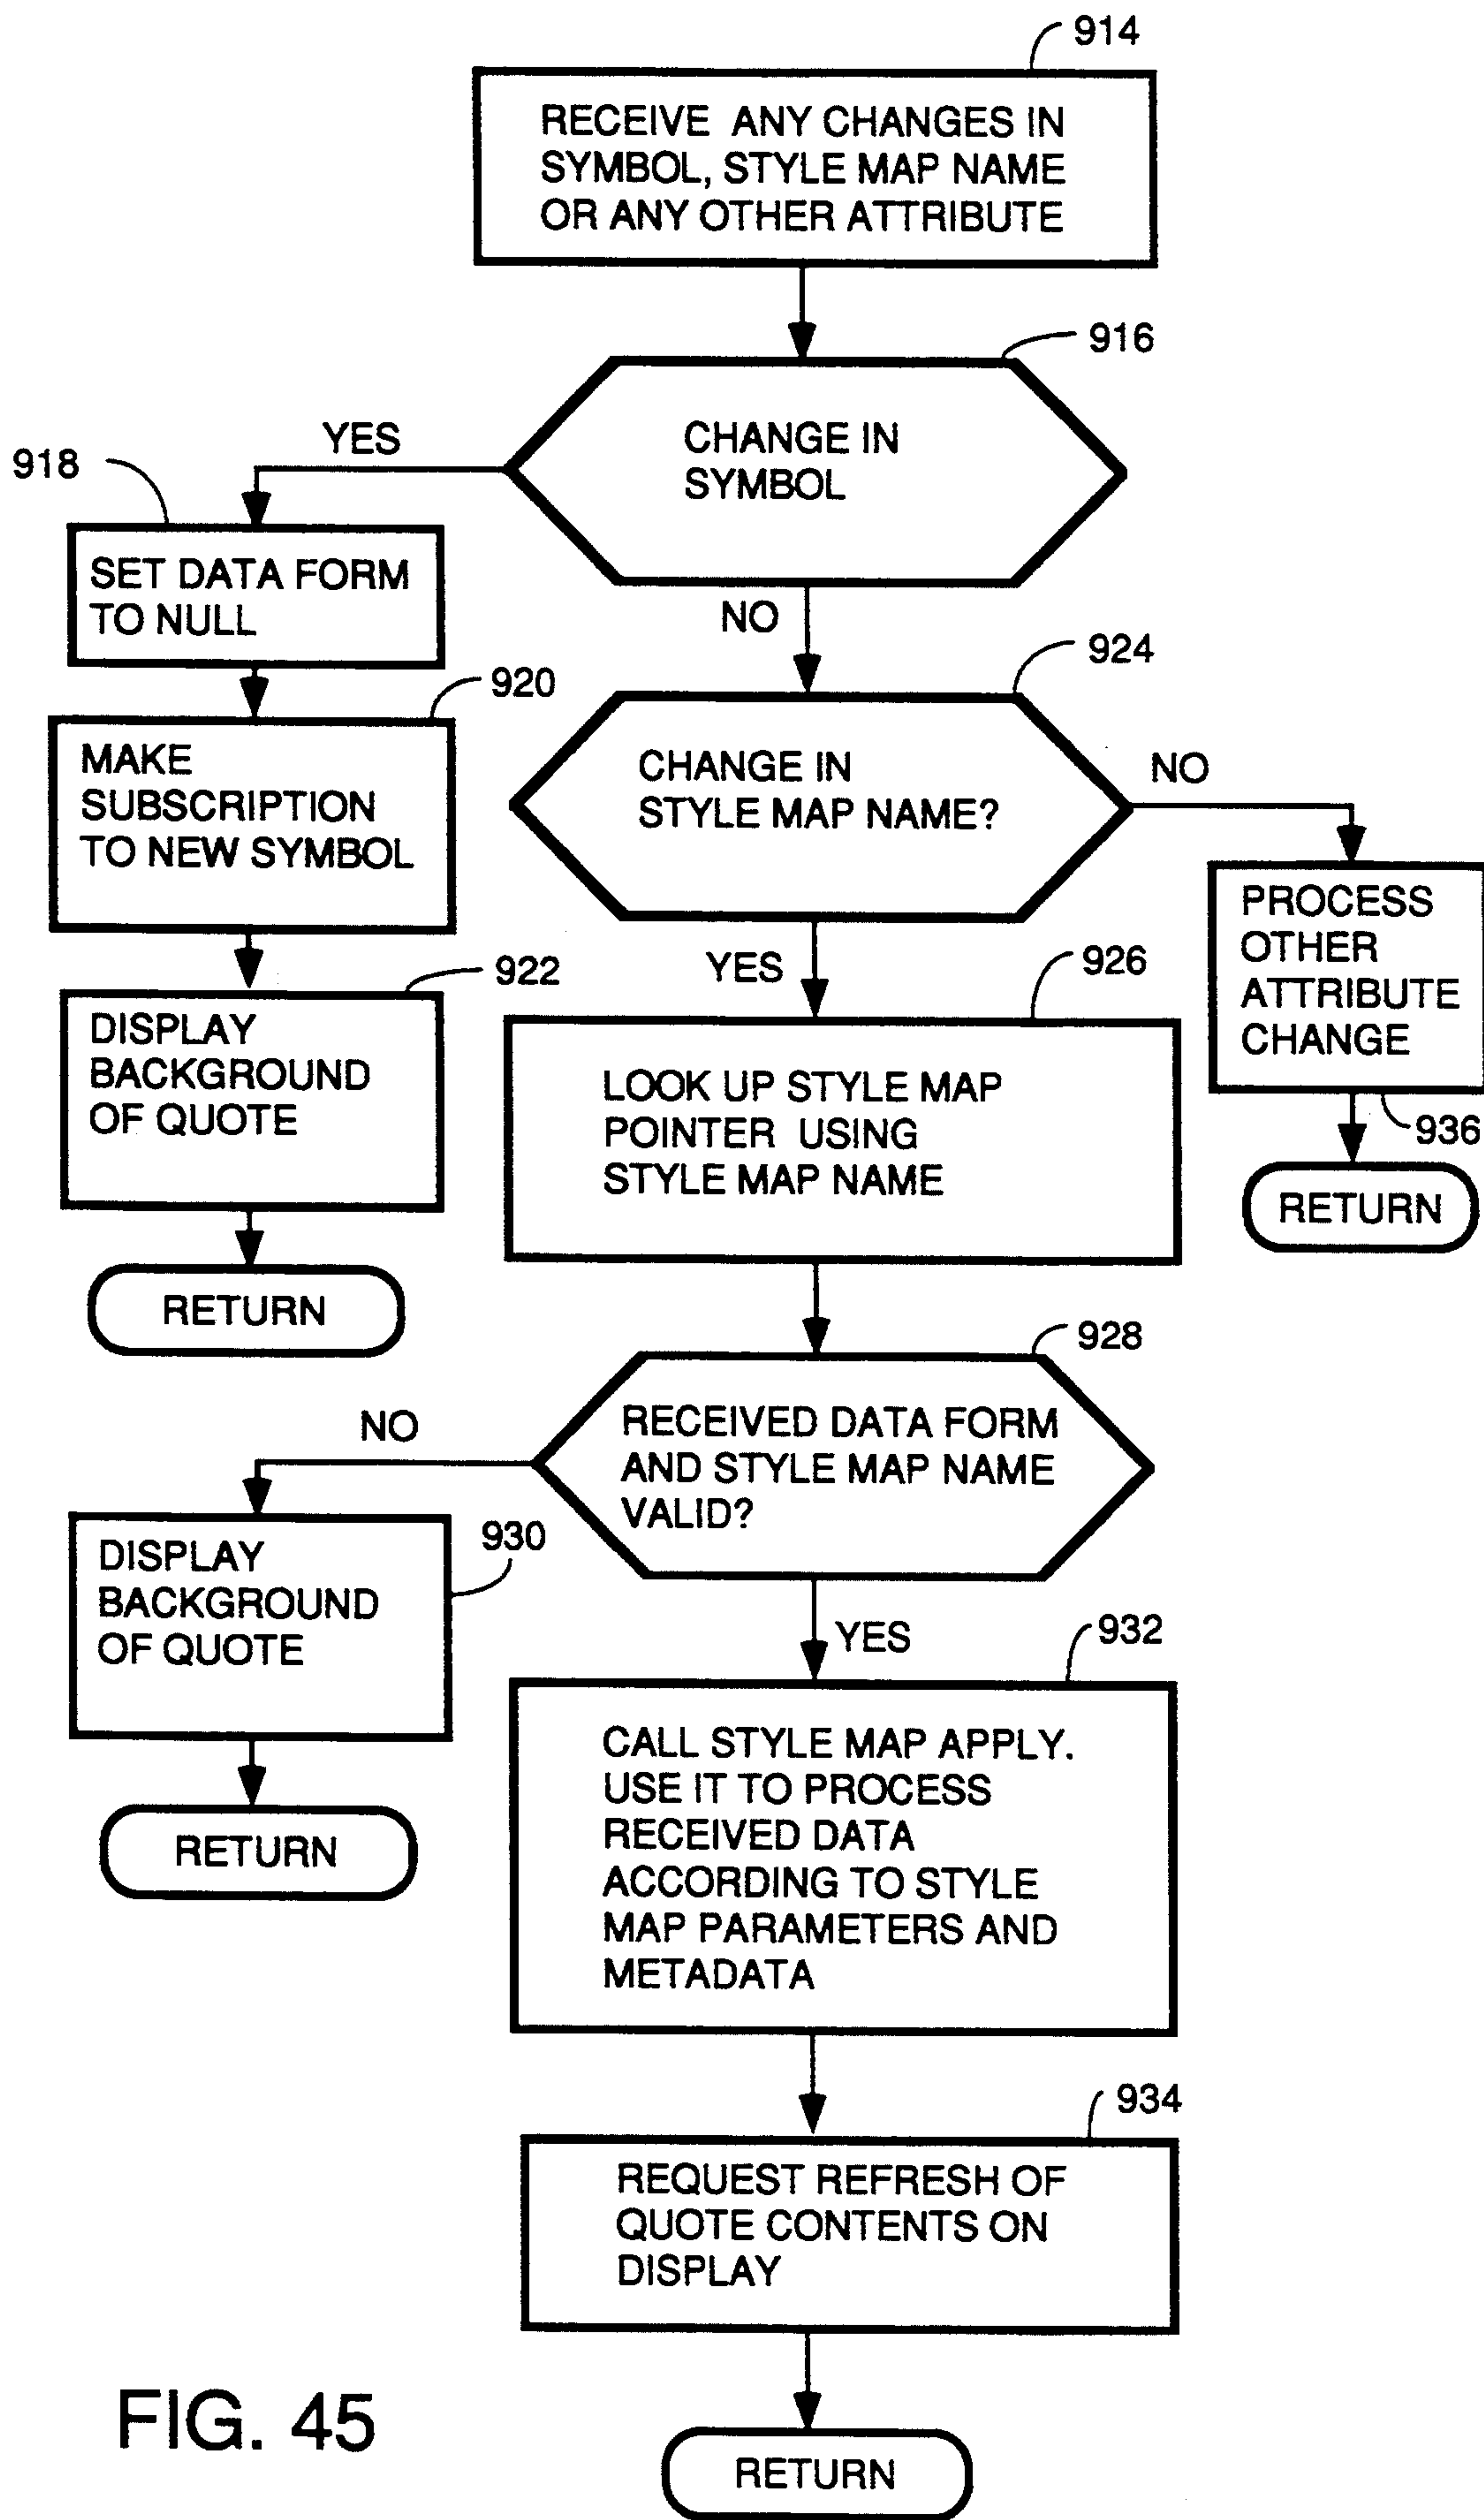 914
RECEIVE ANY CHANGES IN
SYMBOL, STYLE MAP NAME
OR ANY OTHER ATTRIBUTE
916
CHANGE IN
SYMBOL
YES
918
SET DATA FORM
TO NULL
NO
920
MAKE
SUBSCRIPTION
TO NEW SYMBOL
922
DISPLAY
BACKGROUND
OF QUOTE
RETURN
924
CHANGE IN
STYLE MAP NAME?
NO
PROCESS
OTHER
ATTRIBUTE
CHANGE
936
RETURN
YES
926
LOOK UP STYLE MAP
POINTER USING
STYLE MAP NAME
928
RECEIVED DATA FORM
AND STYLE MAP NAME
VALID?
NO
930
DISPLAY
BACKGROUND
OF QUOTE
RETURN
YES
932
CALL STYLE MAP APPLY.
USE IT TO PROCESS
RECEIVED DATA
ACCORDING TO STYLE
MAP PARAMETERS AND
METADATA
934
REQUEST REFRESH OF
QUOTE CONTENTS ON
DISPLAY
RETURN
FIG. 45